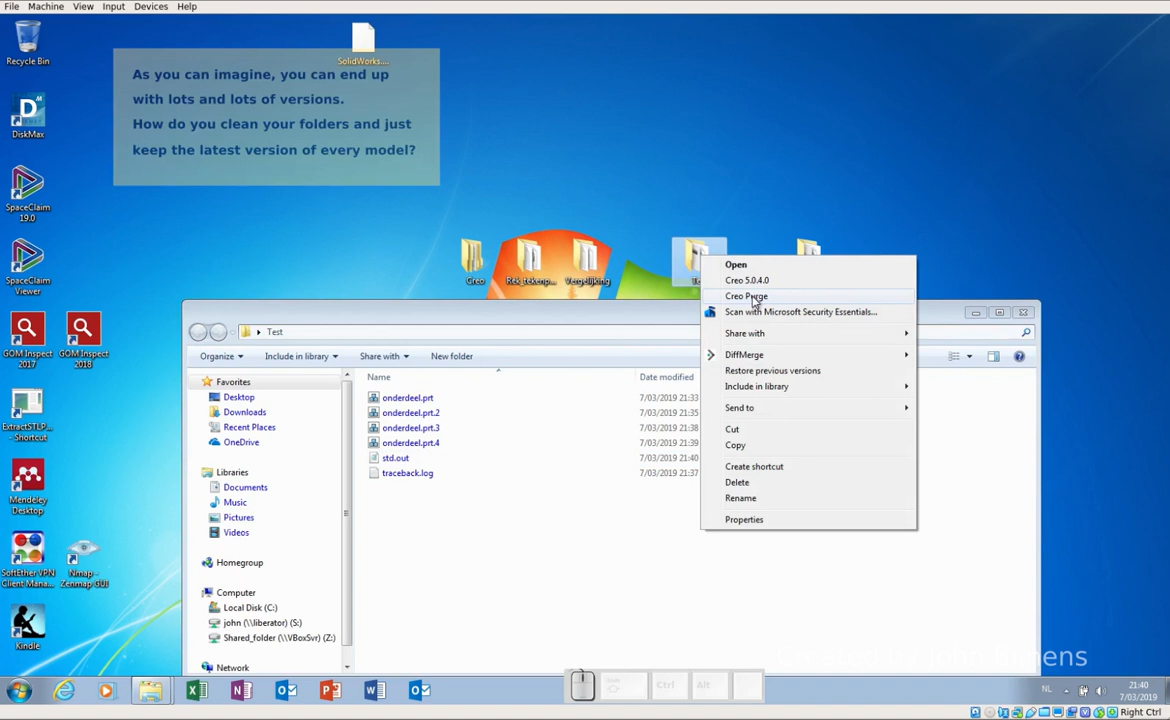 File Machine View Input Devices Help
Recycle Bin
SolidWorks....
As you can imagine, you can end up
with lots and lots of versions.
How do you clean your folders and just
keep the latest version of every model?
DiskMax
SpaceClaim
19.0
SpaceClaim
Viewer
GOM Inspect
2017
GOM Inspect
2018
ExtractSTLP...
- Shortcut
Mendeley
Desktop
SoftEther VPN
Client Mana...
Nmap -
Zenmap GUI
Kindle
Creo
Rek_tekenp...
Vergelijking
Open
Creo 5.0.4.0
Creo Purge
Scan with Microsoft Security Essentials...
Share with
DiffMerge
Restore previous versions
Include in library
Send to
Cut
Copy
Create shortcut
Delete
Rename
Properties
Test
Organize Include in library Share with New folder
Name Date modified
Favorites
Desktop
Downloads
Recent Places
OneDrive
Libraries
Documents
Music
Pictures
Videos
Homegroup
Computer
Local Disk (C:)
john (\\liberator) (S:)
Shared_folder (\\VBoxSvr) (Z:)
Network
onderdeel.prt 7/03/2019 21:33
onderdeel.prt.2 7/03/2019 21:35
onderdeel.prt.3 7/03/2019 21:38
onderdeel.prt.4 7/03/2019 21:39
std.out 7/03/2019 21:40
traceback.log 7/03/2019 21:37
Ctrl Alt
NL
21:40
7/03/2019
Right Ctrl